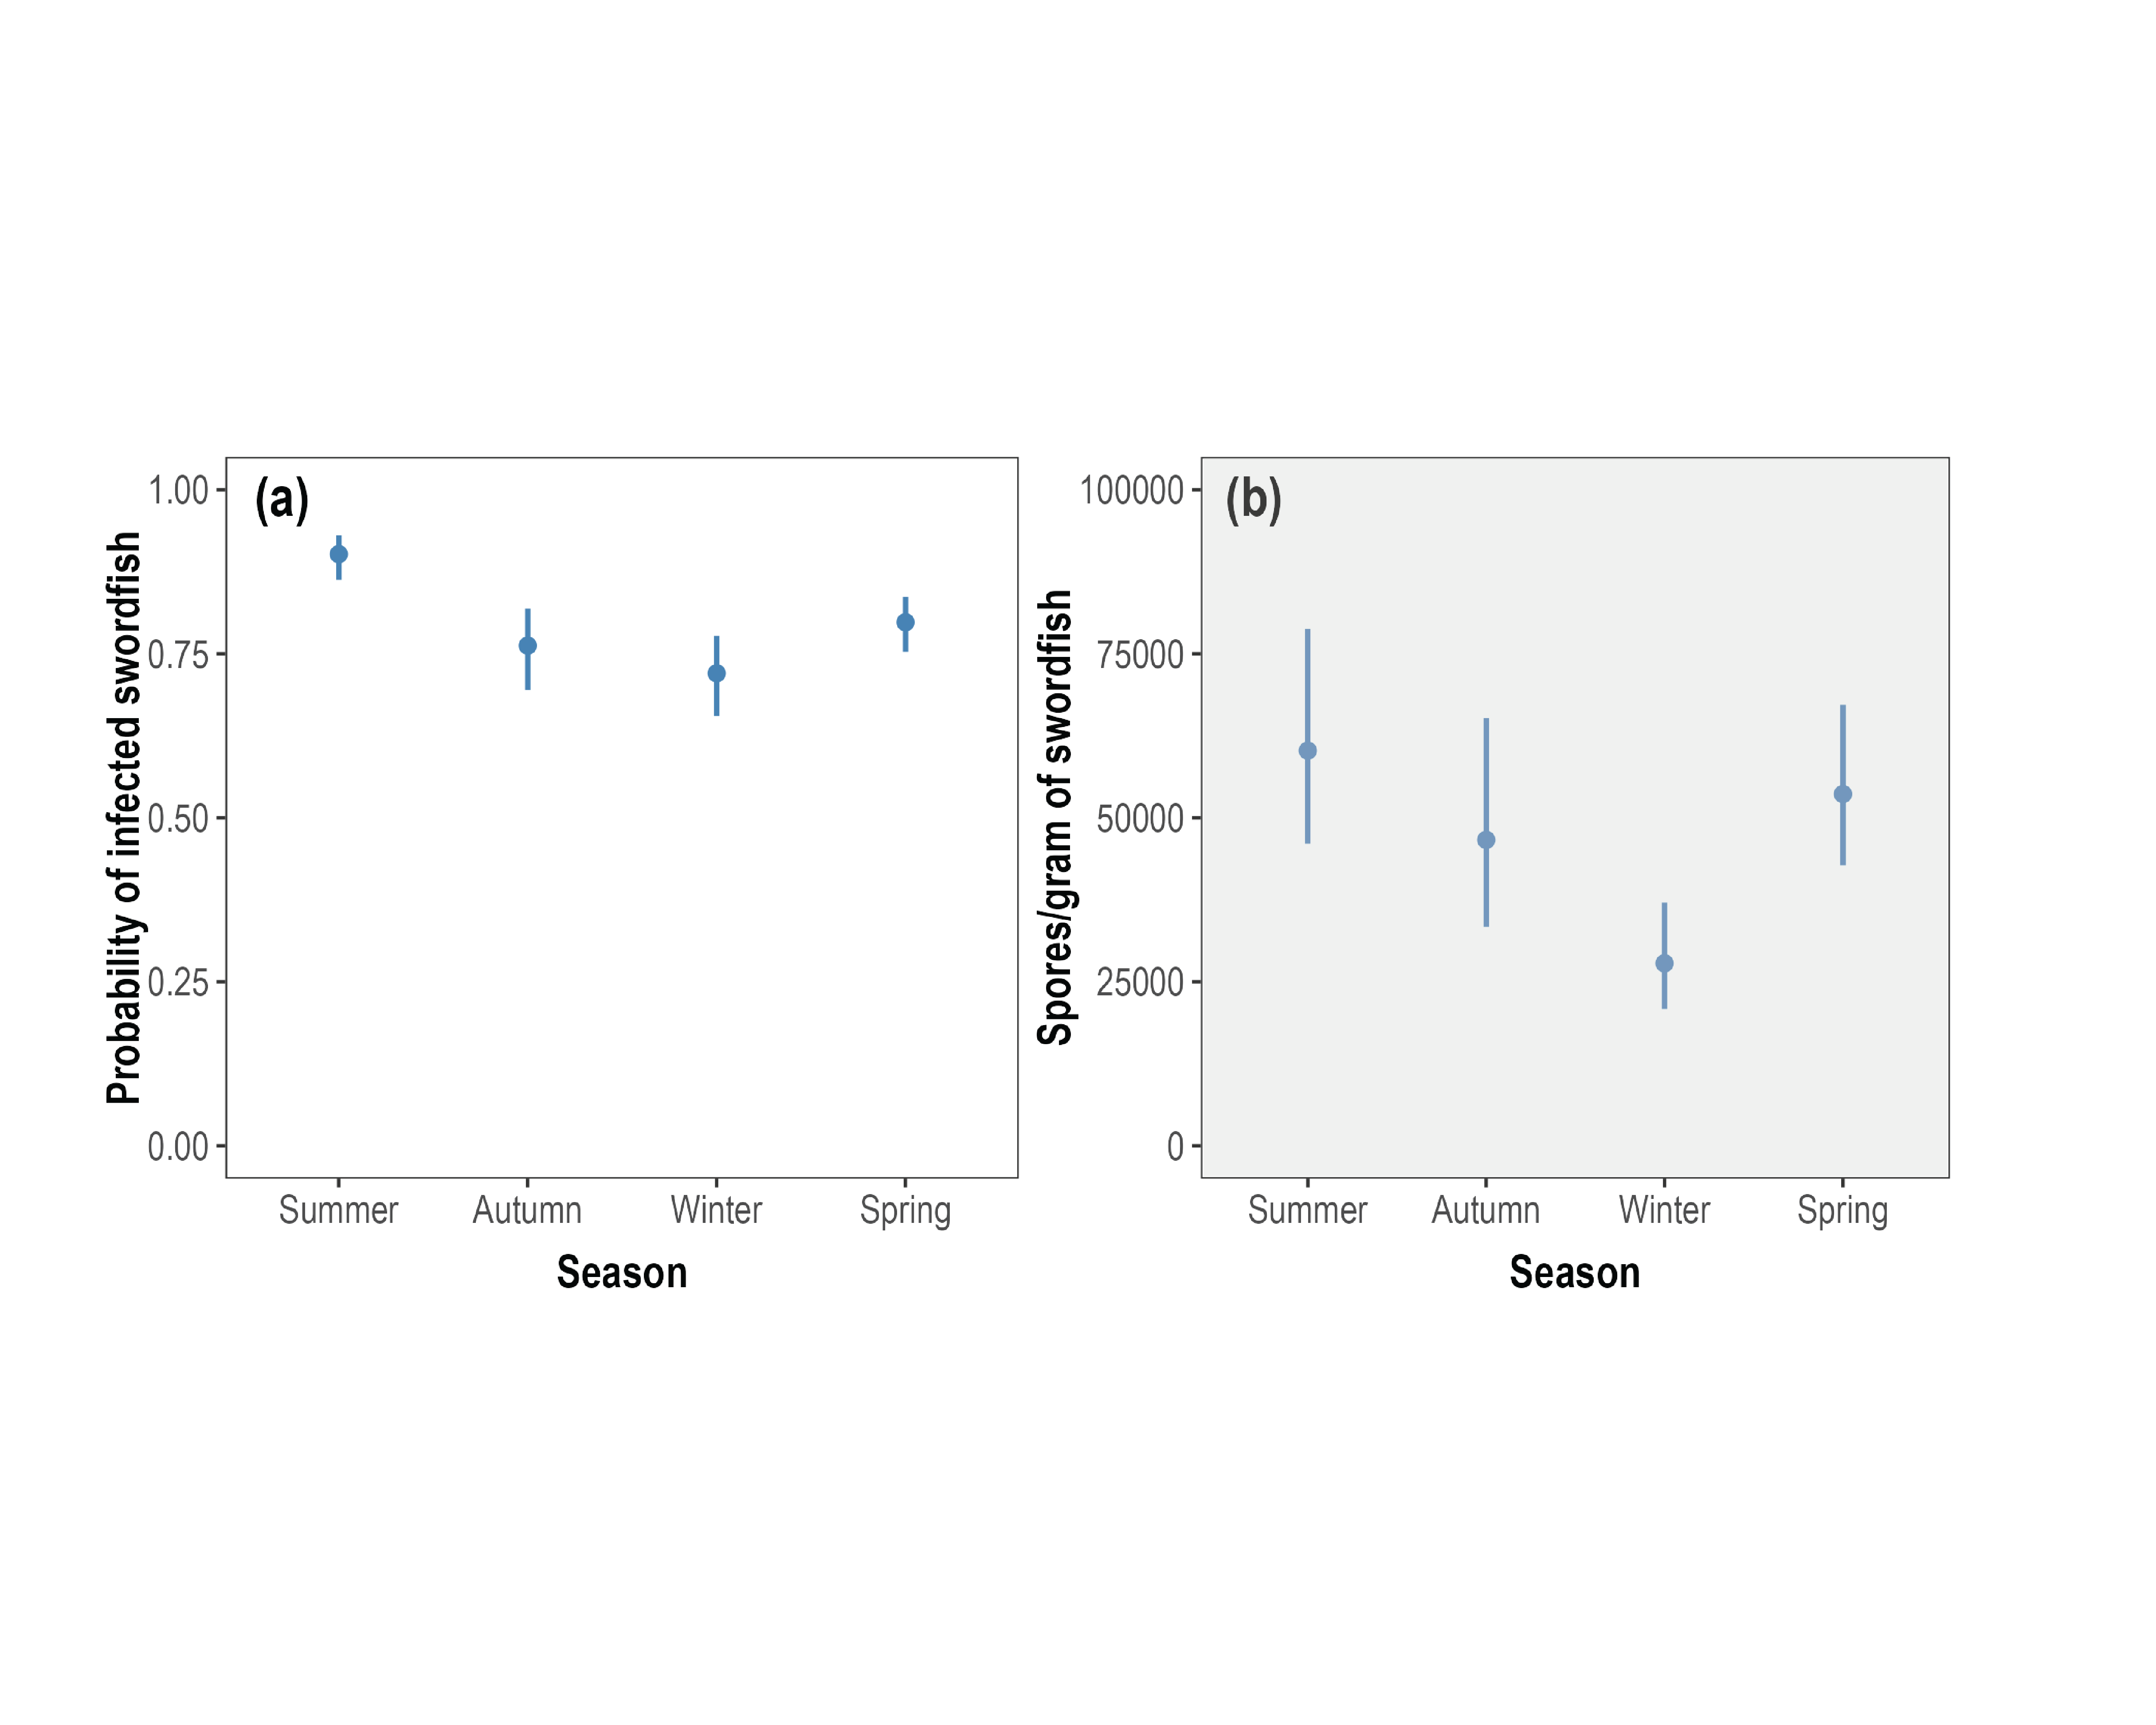 (a)
Probability of infected swordfish
1.00
0.75
0.50
0.25
0.00
Summer Autumn Winter Spring
Season
(b)
Spores/gram of swordfish
100000
75000
50000
25000
0
Summer Autumn Winter Spring
Season